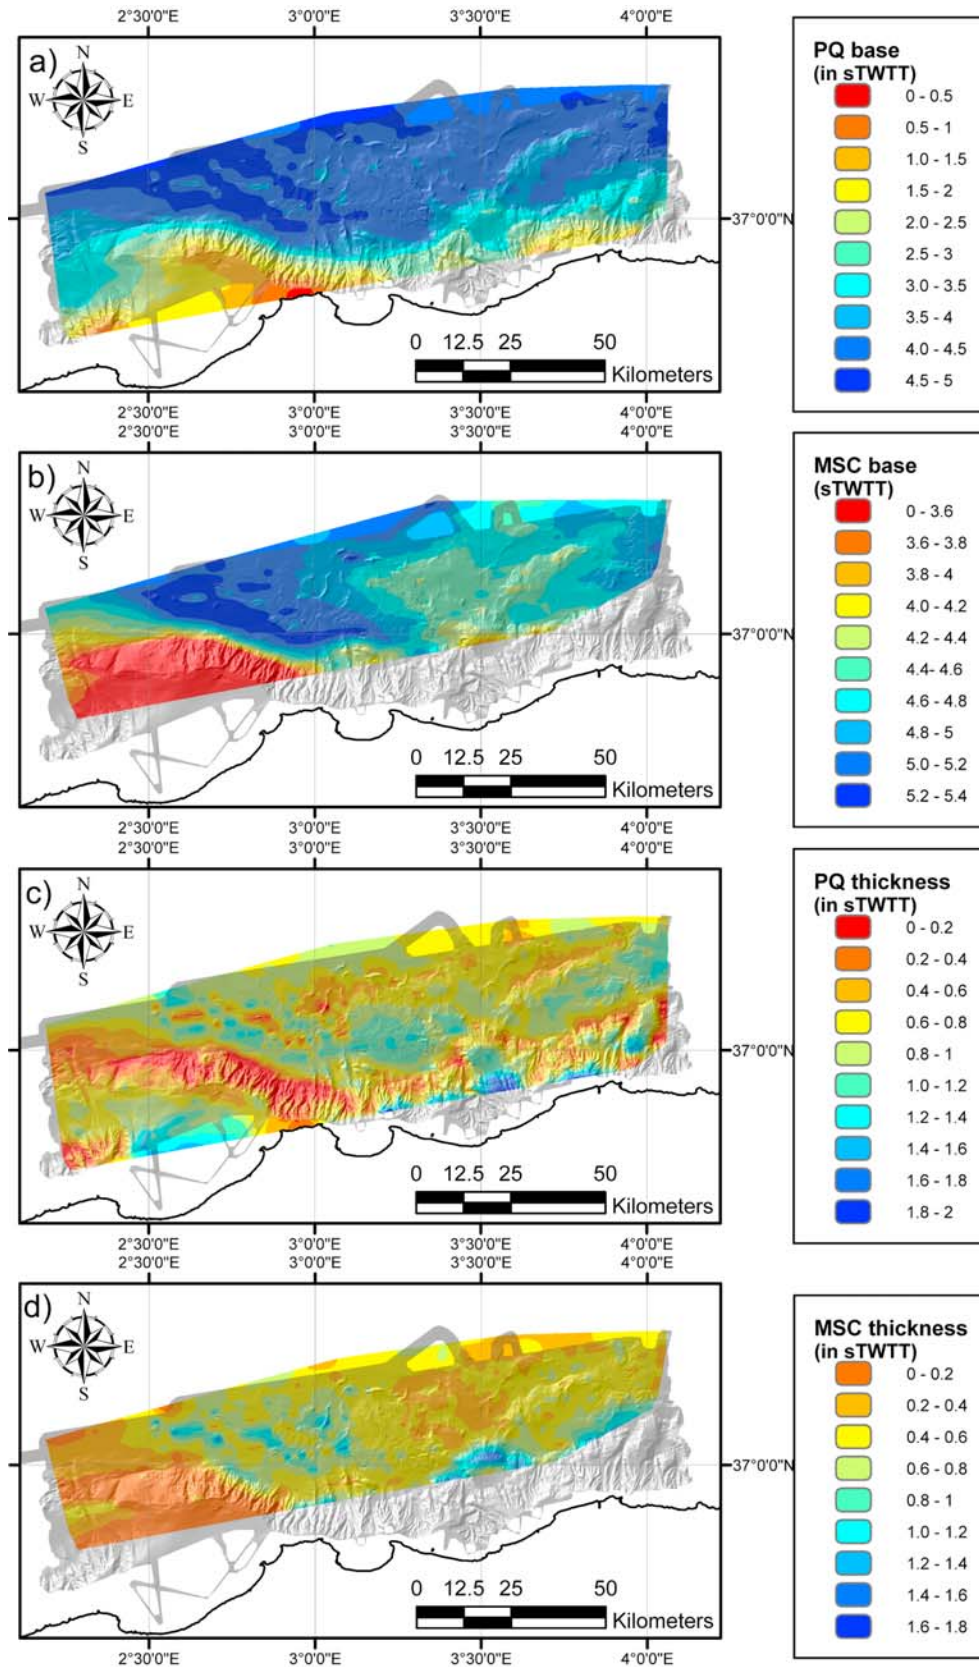 2°30'0"E 3°0'0"E 3°30'0"E 4°0'0"E
a)
N
W E
S
37°0'0"N
0 12.5 25 50
Kilometers
2°30'0"E 3°0'0"E 3°30'0"E 4°0'0"E
PQ base
(in sTWTT)
0 - 0.5
0.5 - 1
1.0 - 1.5
1.5 - 2
2.0 - 2.5
2.5 - 3
3.0 - 3.5
3.5 - 4
4.0 - 4.5
4.5 - 5
2°30'0"E 3°0'0"E 3°30'0"E 4°0'0"E
b)
N
W E
S
37°0'0"N
0 12.5 25 50
Kilometers
2°30'0"E 3°0'0"E 3°30'0"E 4°0'0"E
MSC base
(sTWTT)
0 - 3.6
3.6 - 3.8
3.8 - 4
4.0 - 4.2
4.2 - 4.4
4.4- 4.6
4.6 - 4.8
4.8 - 5
5.0 - 5.2
5.2 - 5.4
2°30'0"E 3°0'0"E 3°30'0"E 4°0'0"E
c)
N
W E
S
37°0'0"N
0 12.5 25 50
Kilometers
2°30'0"E 3°0'0"E 3°30'0"E 4°0'0"E
PQ thickness
(in sTWTT)
0 - 0.2
0.2 - 0.4
0.4 - 0.6
0.6 - 0.8
0.8 - 1
1.0 - 1.2
1.2 - 1.4
1.4 - 1.6
1.6 - 1.8
1.8 - 2
2°30'0"E 3°0'0"E 3°30'0"E 4°0'0"E
d)
N
W E
S
37°0'0"N
0 12.5 25 50
Kilometers
2°30'0"E 3°0'0"E 3°30'0"E 4°0'0"E
MSC thickness
(in sTWTT)
0 - 0.2
0.2 - 0.4
0.4 - 0.6
0.6 - 0.8
0.8 - 1
1.0 - 1.2
1.2 - 1.4
1.4 - 1.6
1.6 - 1.8